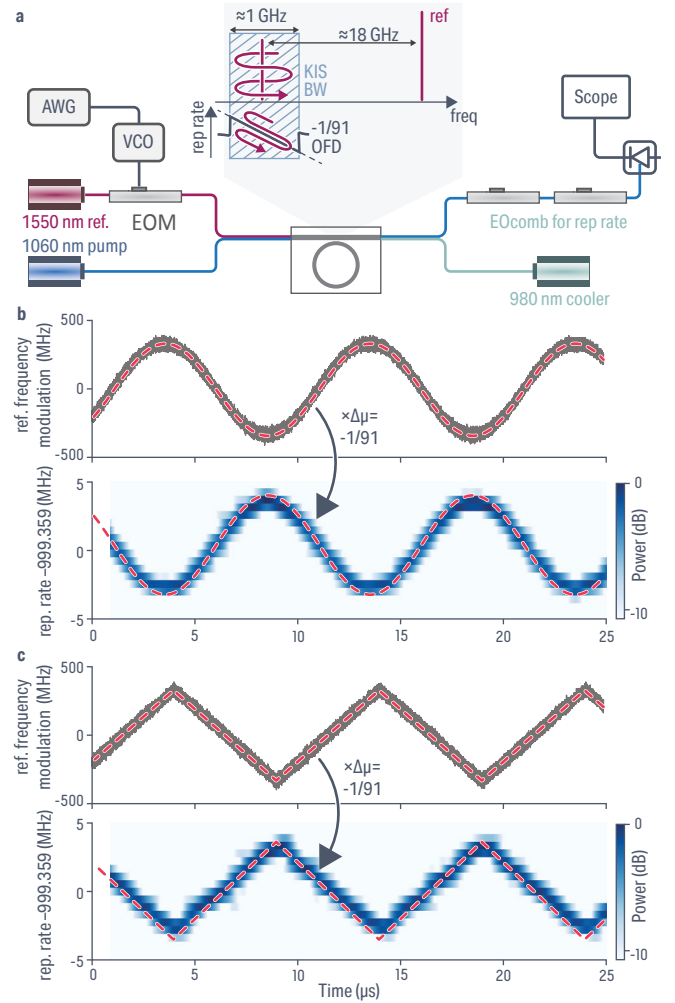 a
≈1 GHz
ref
≈18 GHz
KIS
BW
freq
rep rate
-1/91
OFD
AWG
VCO
Scope
EOM
1550 nm ref.
1060 nm pump
EOcomb for rep rate
980 nm cooler
b
ref. frequency
modulation (MHz)
500
0
-500
×Δμ=
-1/91
rep. rate –999.359 (MHz)
5
0
-5
0
5
10
15
20
25
0
-10
Power (dB)
c
ref. frequency
modulation (MHz)
500
0
-500
×Δμ=
-1/91
rep. rate–999.359 (MHz)
5
0
-5
0
5
10
15
20
25
Time (μs)
0
-10
Power (dB)